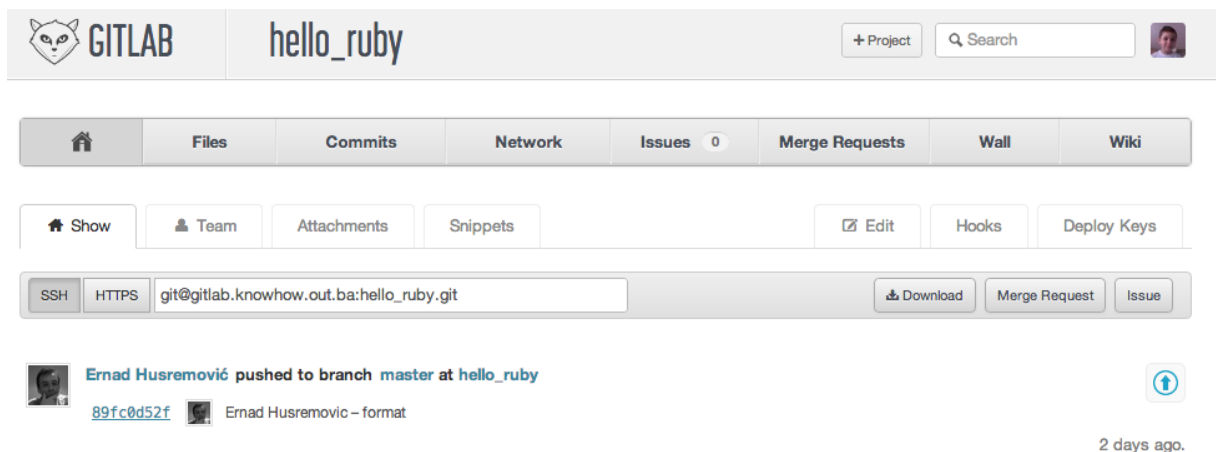 GITLAB hello_ruby + Project Search
Files Commits Network Issues 0 Merge Requests Wall Wiki
Show Team Attachments Snippets Edit Hooks Deploy Keys
SSH HTTPS git@gitlab.knowhow.out.ba:hello_ruby.git Download Merge Request Issue
Ernad Husremović pushed to branch master at hello_ruby
89fc0d52f Ernad Husremovic – format
2 days ago.